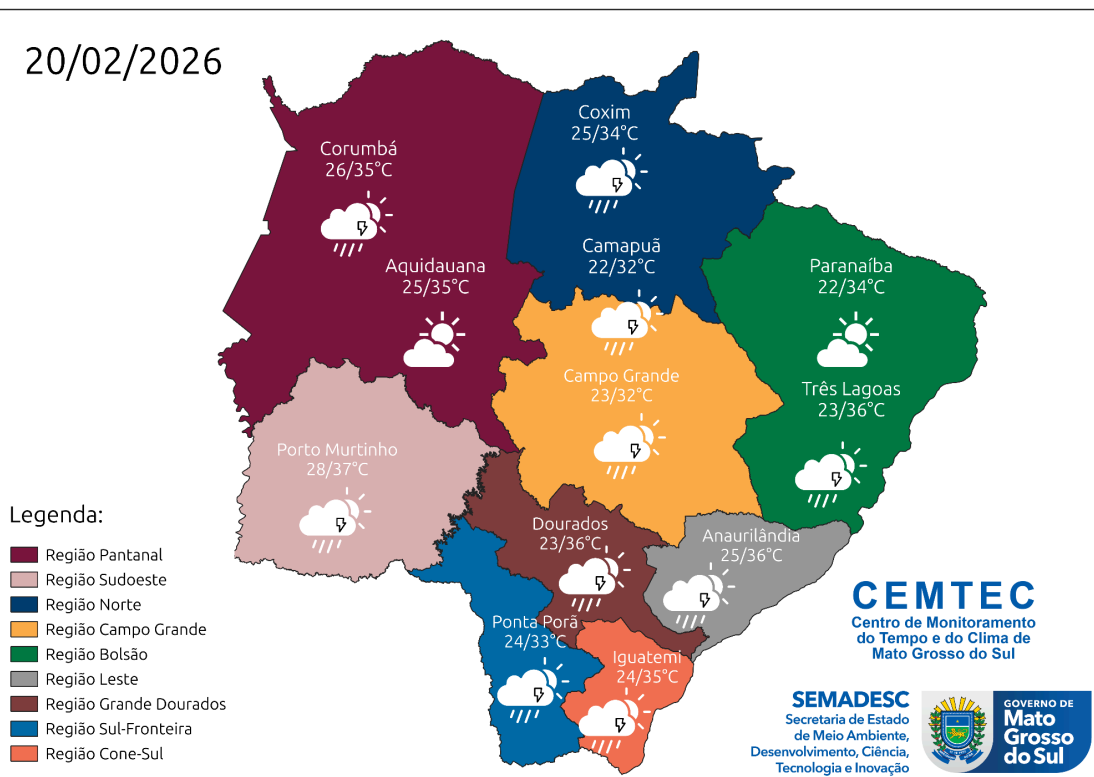 20/02/2026
Coxim
25/34°C
Corumbá
26/35°C
Camapuã
22/32°C
Aquidauana
25/35°C
Paranaíba
22/34°C
Campo Grande
23/32°C
Três Lagoas
23/36°C
Porto Murtinho
28/37°C
Dourados
23/36°C
Anaurilândia
25/36°C
Ponta Porã
24/33°C
Iguatemi
24/35°C
Legenda:
Região Pantanal
Região Sudoeste
Região Norte
Região Campo Grande
Região Bolsão
Região Leste
Região Grande Dourados
Região Sul-Fronteira
Região Cone-Sul
CEMTEC
Centro de Monitoramento
do Tempo e do Clima de
Mato Grosso do Sul
SEMADESC
Secretaria de Estado
de Meio Ambiente,
Desenvolvimento, Ciência,
Tecnologia e Inovação
GOVERNO DE
Mato
Grosso
do Sul